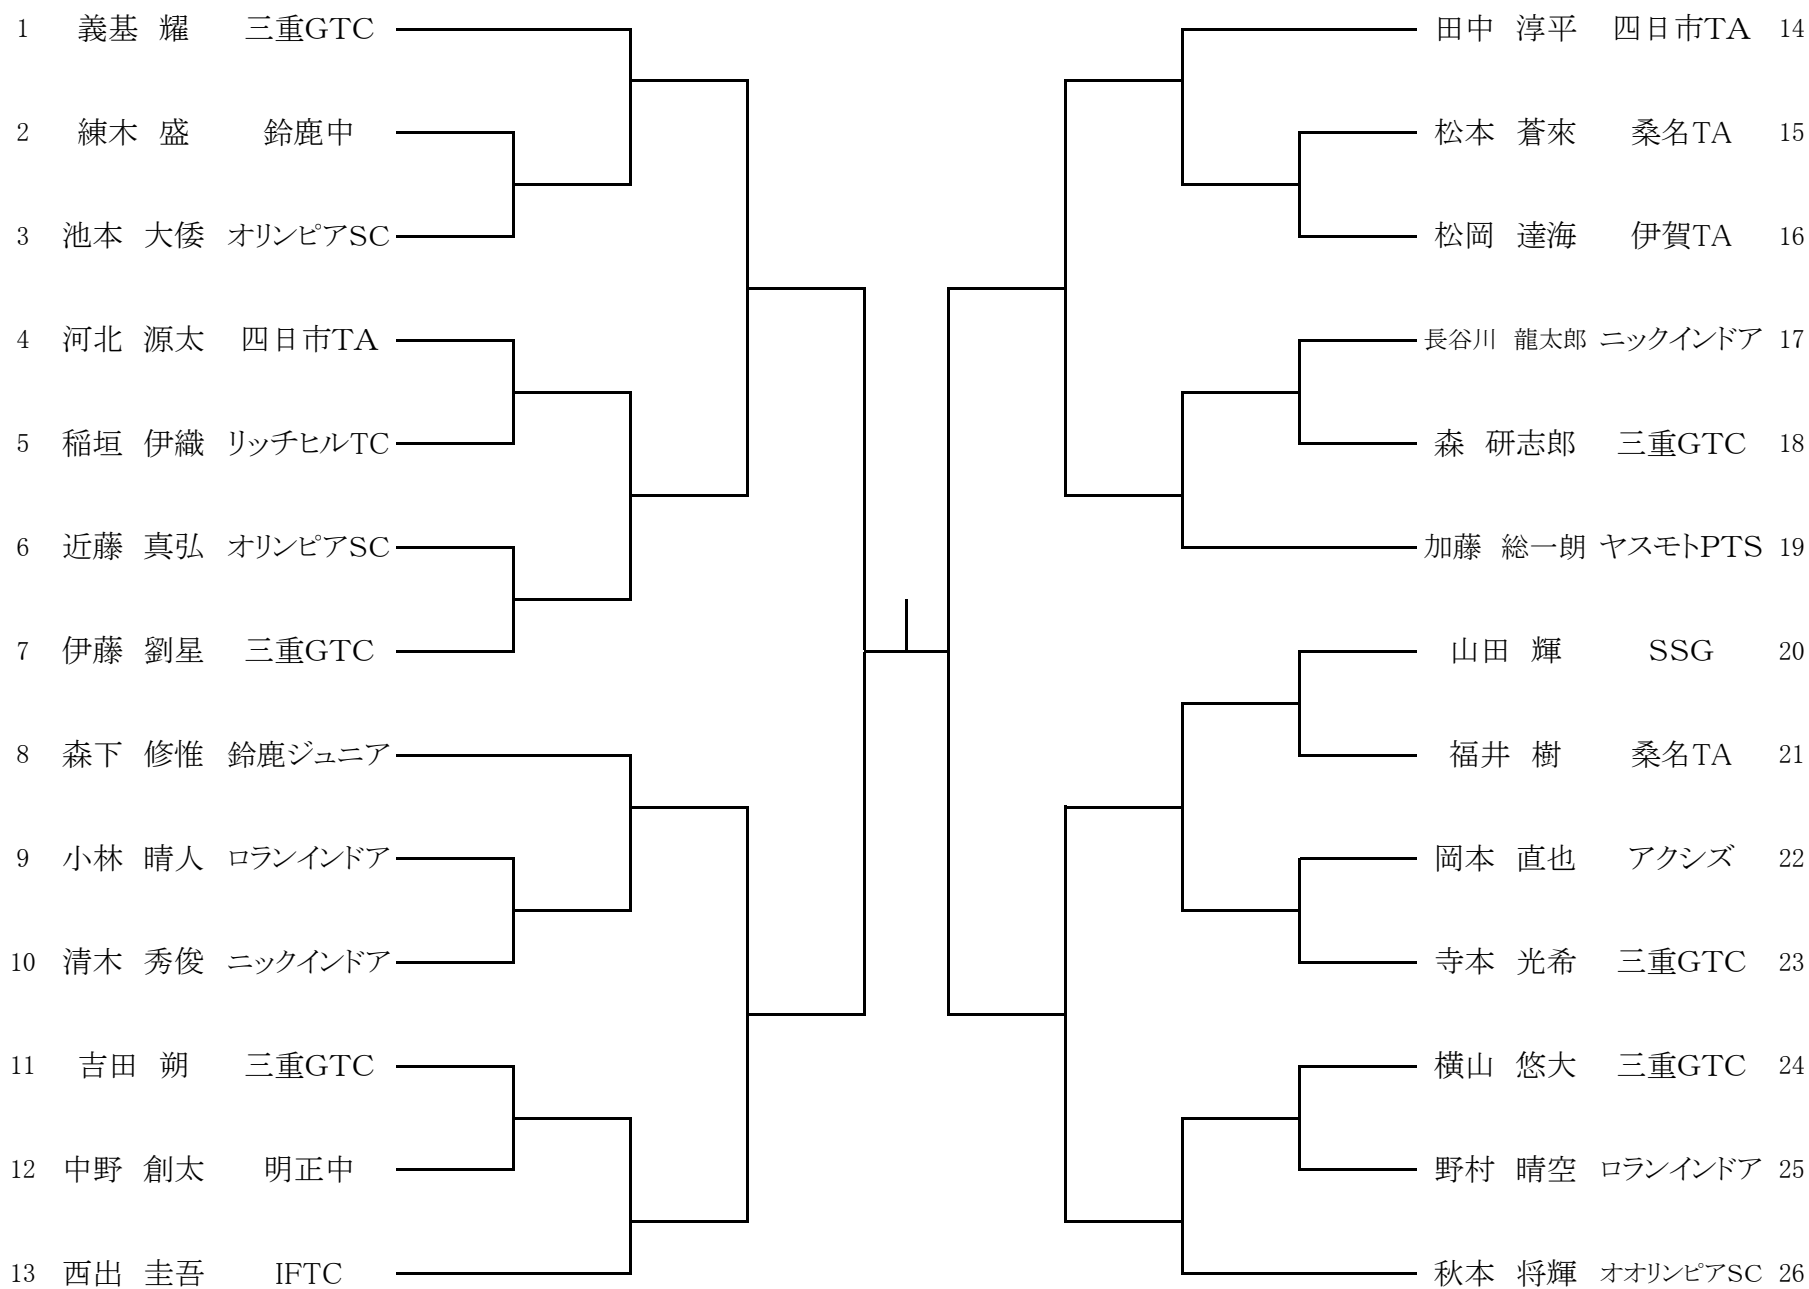 1 義基 耀 三重GTC
2 練木 盛 鈴鹿中
3 池本 大倭 オリンピアSC
4 河北 源太 四日市TA
5 稲垣 伊織 リッチヒルTC
6 近藤 真弘 オリンピアSC
7 伊藤 劉星 三重GTC
8 森下 修惟 鈴鹿ジュニア
9 小林 晴人 ロランインドア
10 清木 秀俊 ニックインドア
11 吉田 朔 三重GTC
12 中野 創太 明正中
13 西出 圭吾 IFTC
田中 淳平 四日市TA 14
松本 蒼來 桑名TA 15
松岡 達海 伊賀TA 16
長谷川 龍太郎 ニックインドア 17
森 研志郎 三重GTC 18
加藤 総一朗 ヤスモトPTS 19
山田 輝 SSG 20
福井 樹 桑名TA 21
岡本 直也 アクシズ 22
寺本 光希 三重GTC 23
横山 悠大 三重GTC 24
野村 晴空 ロランインドア 25
秋本 将輝 オオリンピアSC 26